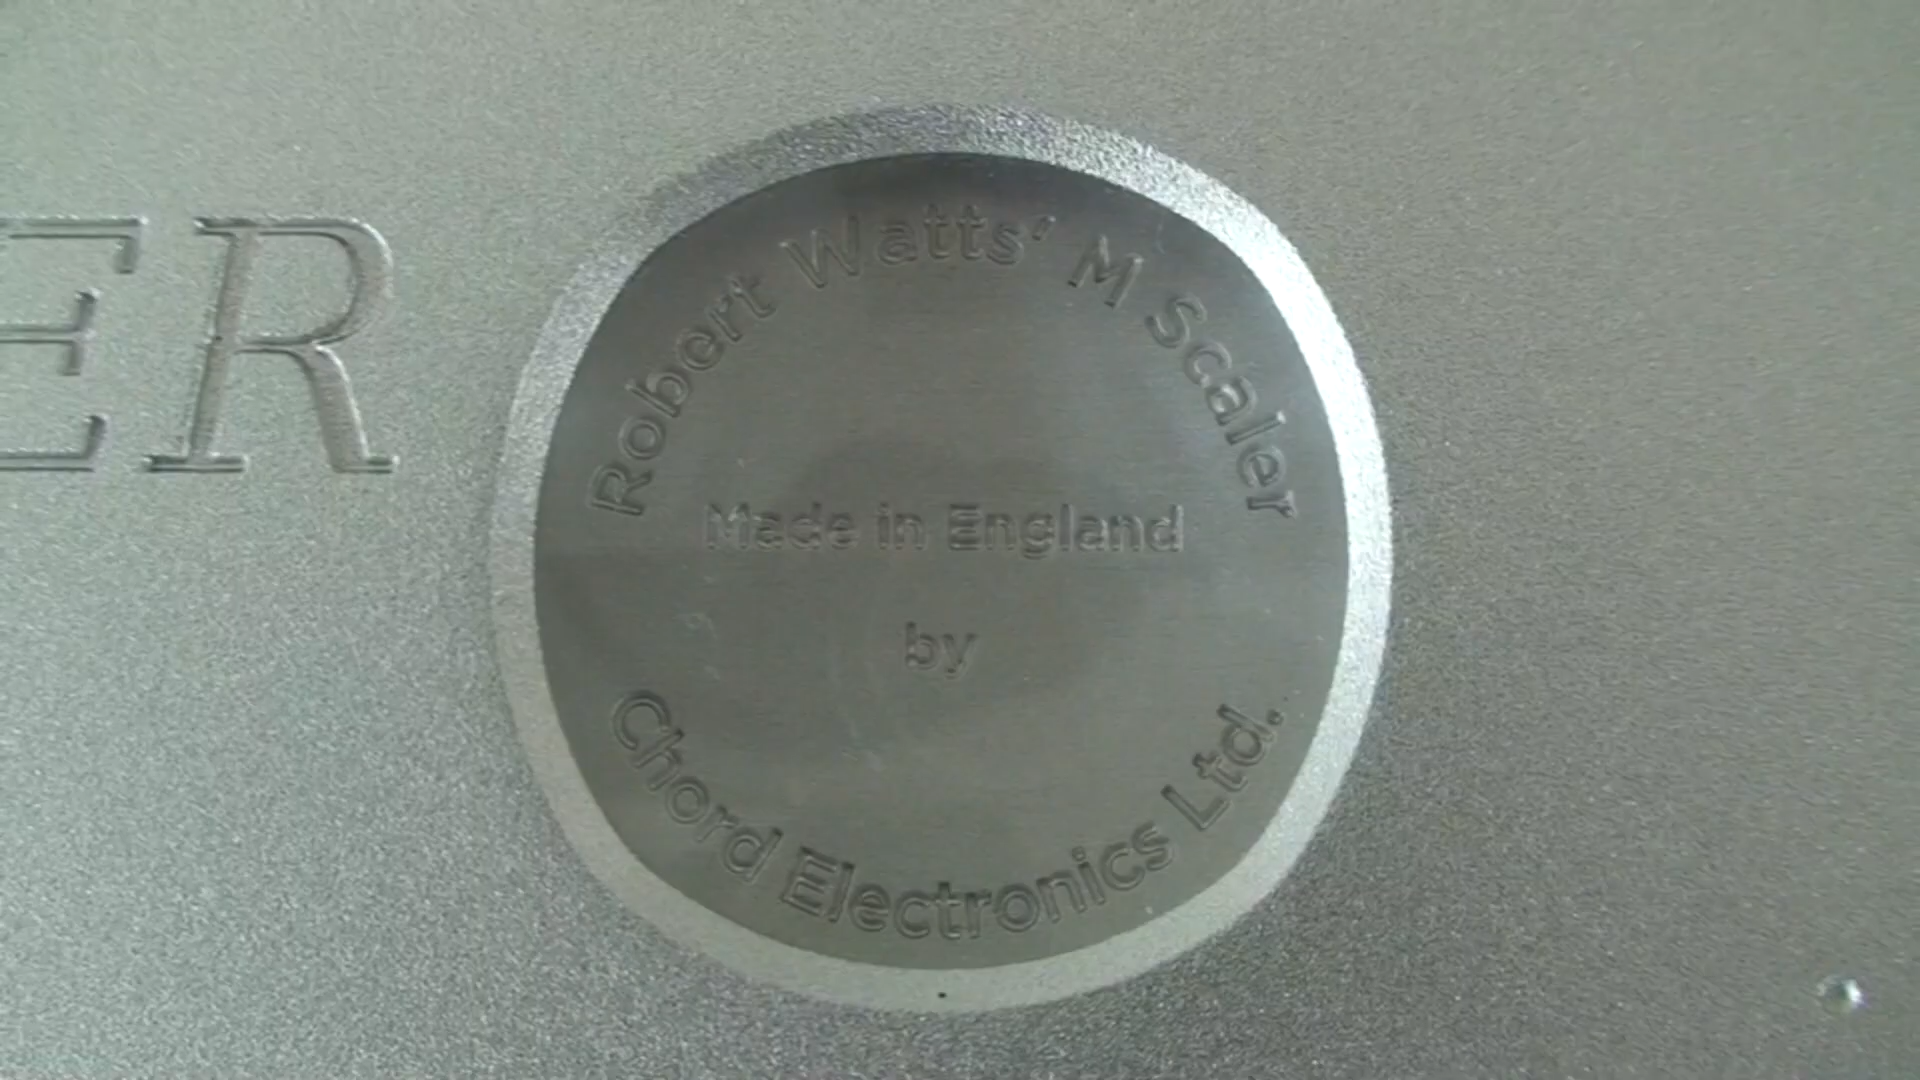 ER
Robert Watts' M Scaler
Made in England
by
Chord Electronics Ltd.